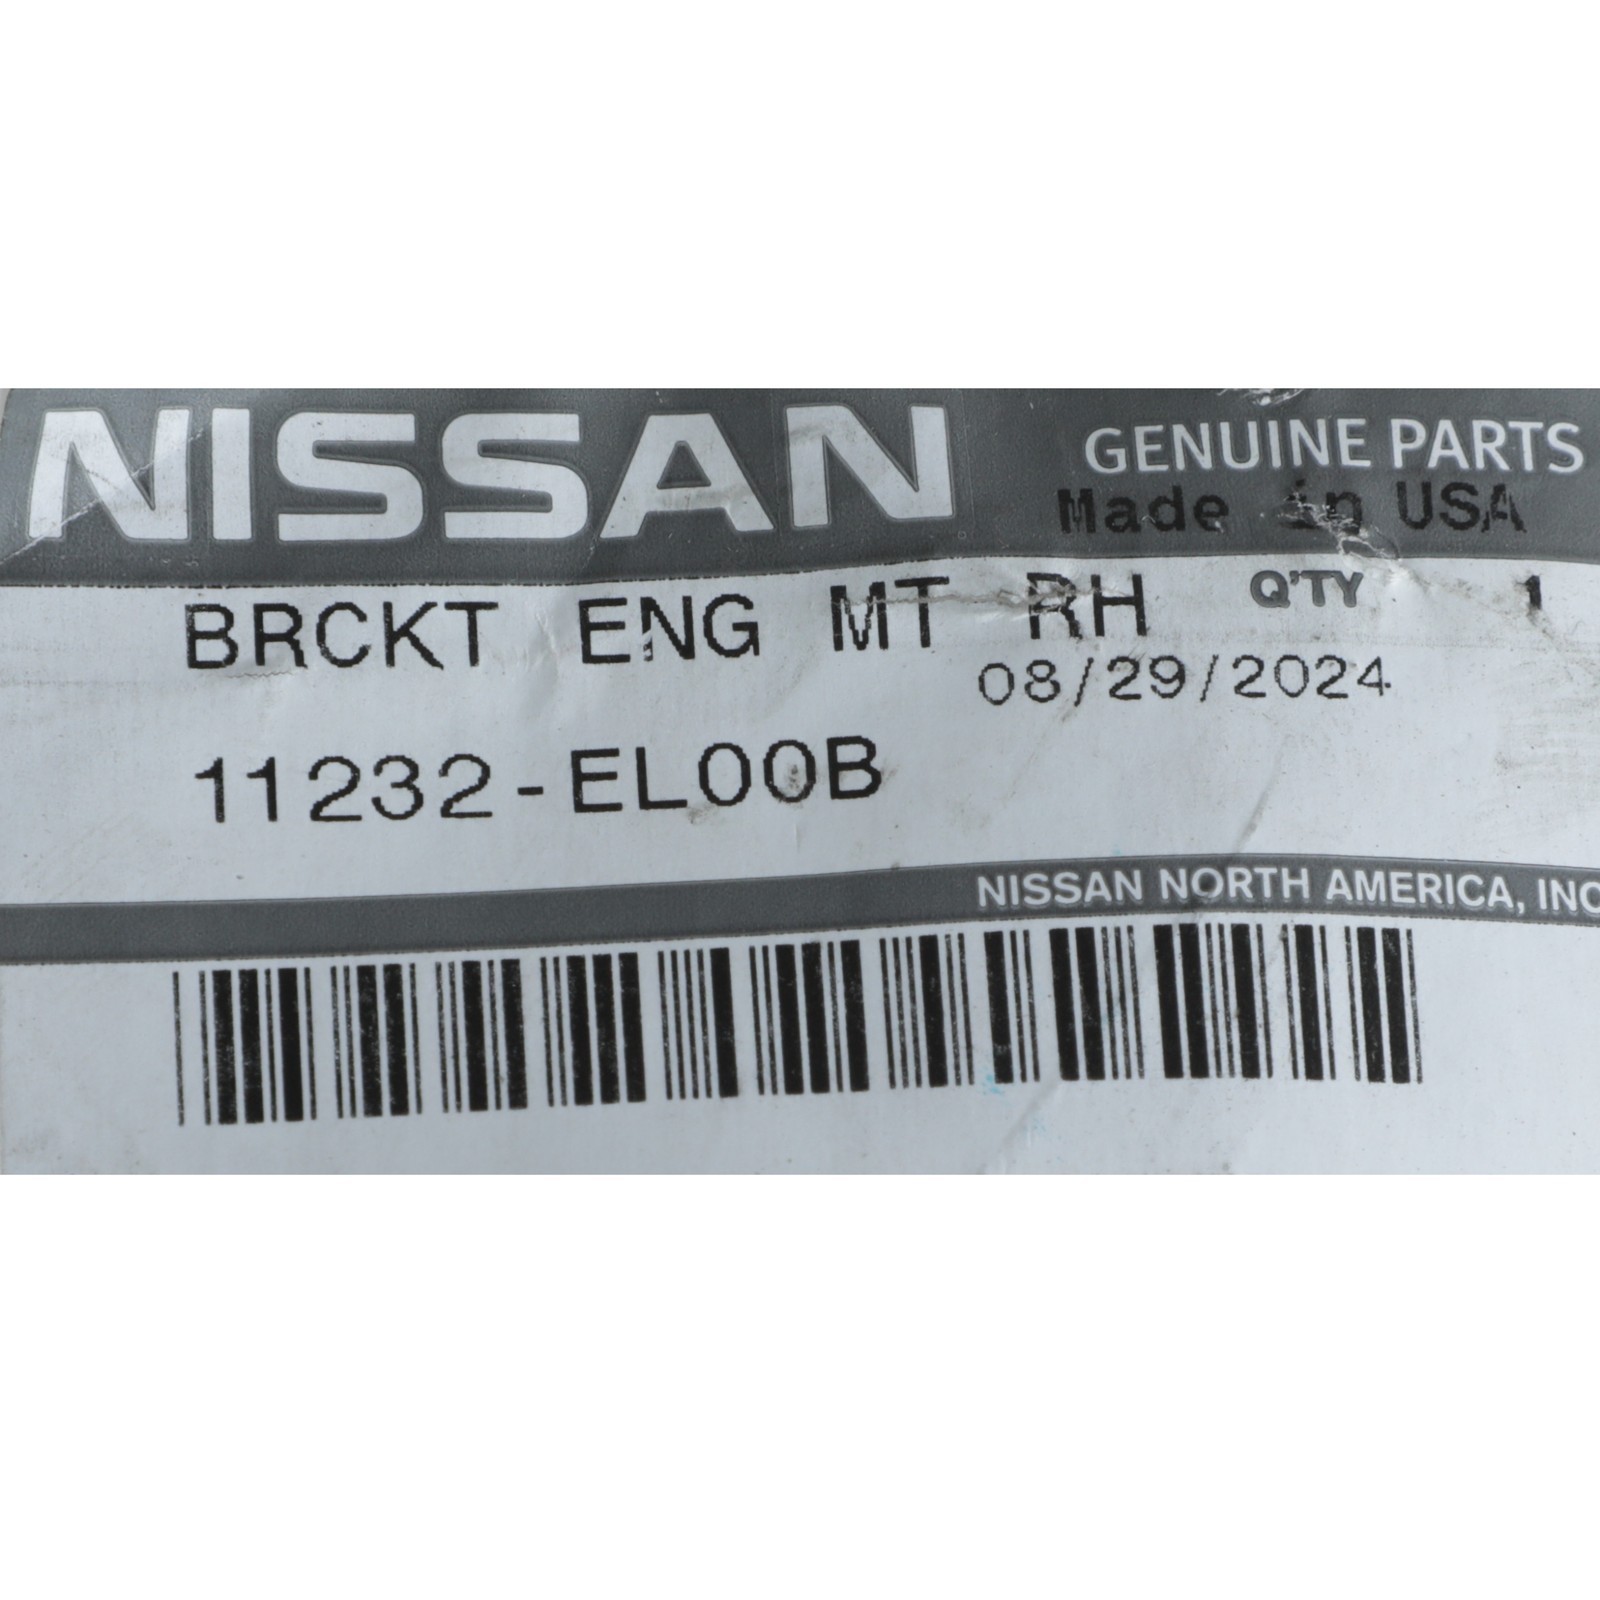 NISSAN
GENUINE PARTS
Made in USA
BRCKT ENG MT RH Q'TY 1
08/29/2024
11232-EL00B
NISSAN NORTH AMERICA, INC